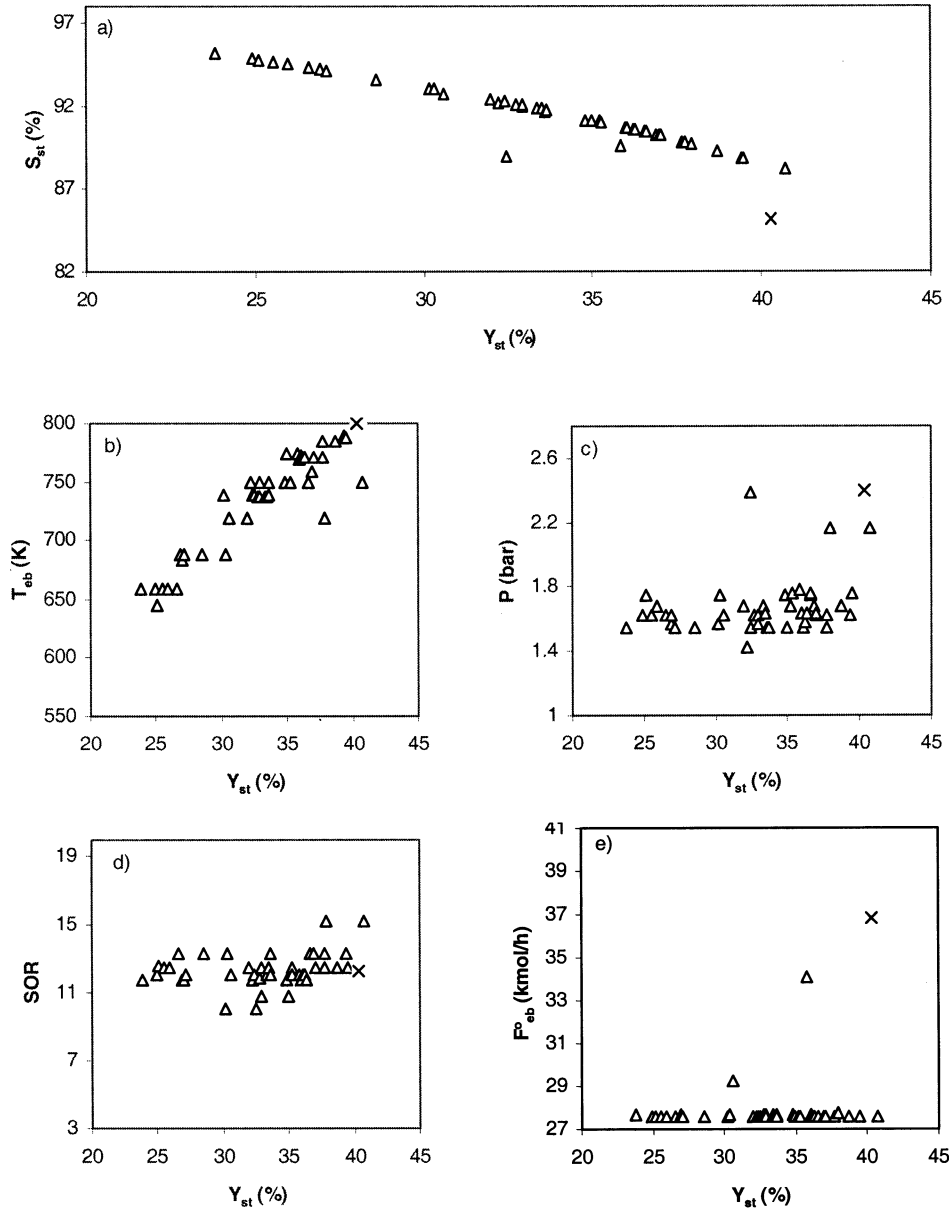 a)
97
92
87
82
S_st (%)
20 25 30 35 40 45
Y_st (%)
b)
800
750
700
650
600
550
T_eb (K)
20 25 30 35 40 45
Y_st (%)
c)
2.6
2.2
1.8
1.4
1
P (bar)
20 25 30 35 40 45
Y_st (%)
d)
19
15
11
7
3
SOR
20 25 30 35 40 45
Y_st (%)
e)
41
39
37
35
33
31
29
27
F°_eb (kmol/h)
20 25 30 35 40 45
Y_st (%)